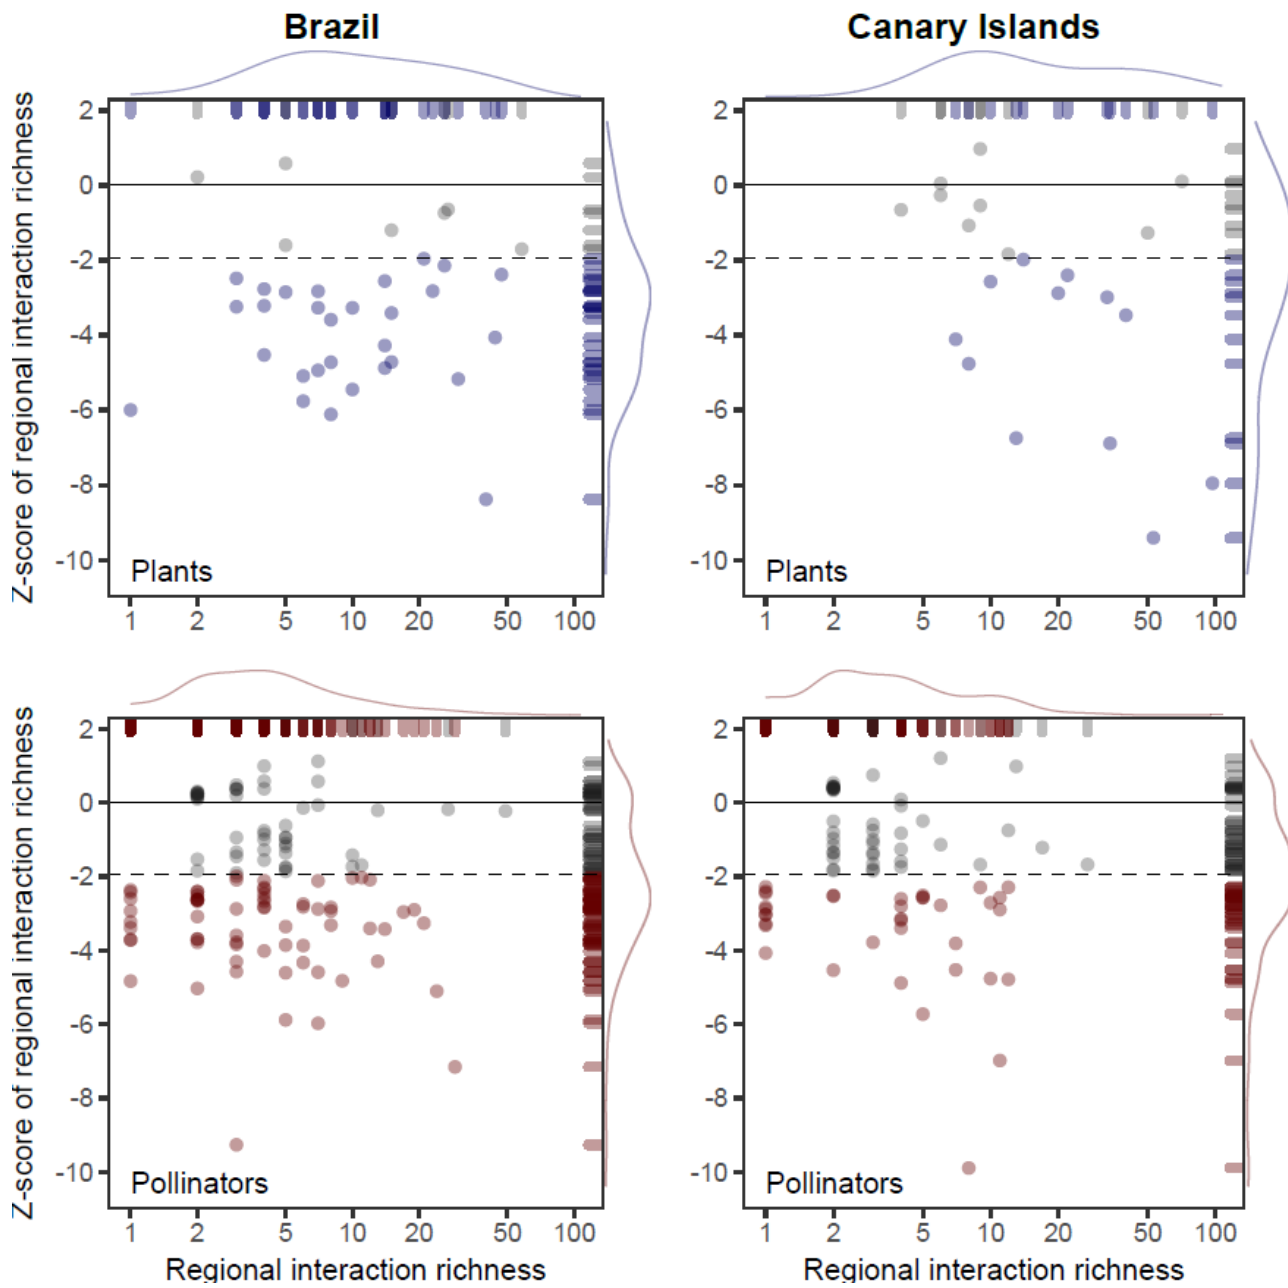 Brazil
Canary Islands
Z-score of regional interaction richness
2
0
-2
-4
-6
-8
-10
Plants
1 2 5 10 20 50 100
2
0
-2
-4
-6
-8
-10
Plants
1 2 5 10 20 50 100
Z-score of regional interaction richness
2
0
-2
-4
-6
-8
-10
Pollinators
1 2 5 10 20 50 100
Regional interaction richness
2
0
-2
-4
-6
-8
-10
Pollinators
1 2 5 10 20 50 100
Regional interaction richness